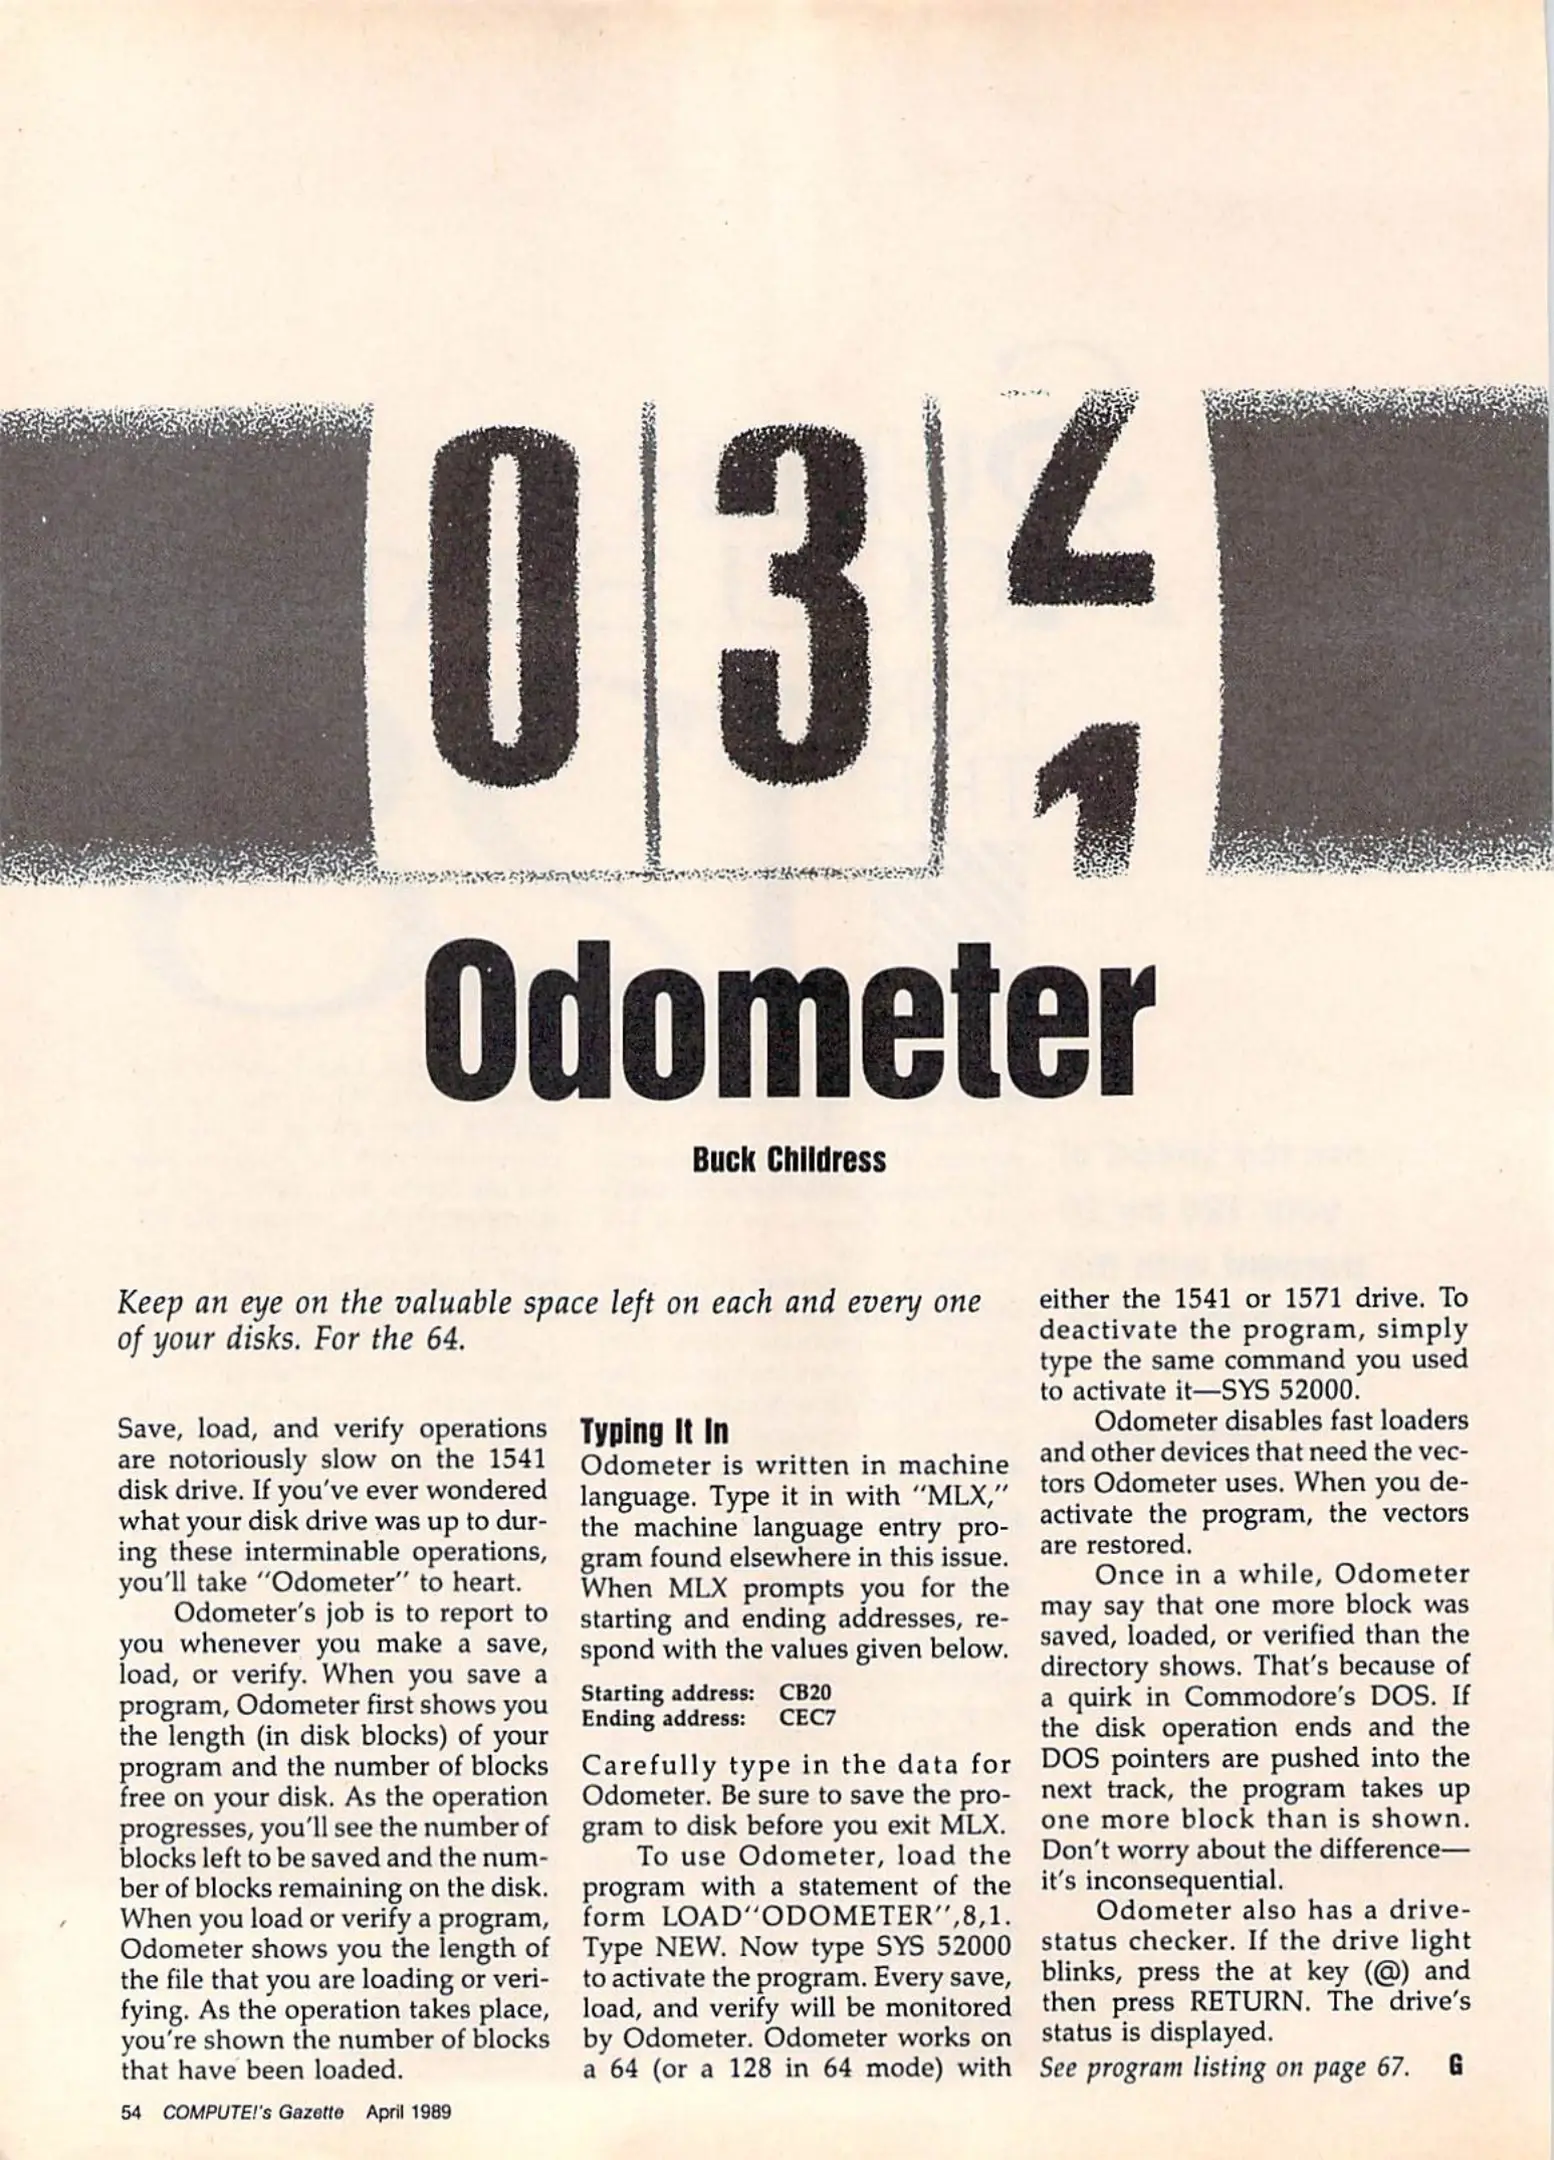 03 2
1
Odometer
Buck Childress
Keep an eye on the valuable space left on each and every one
of your disks. For the 64.
Save, load, and verify operations
are notoriously slow on the 1541
disk drive. If you've ever wondered
what your disk drive was up to dur-
ing these interminable operations,
you'll take "Odometer" to heart.
Odometer's job is to report to
you whenever you make a save,
load, or verify. When you save a
program, Odometer first shows you
the length (in disk blocks) of your
program and the number of blocks
free on your disk. As the operation
progresses, you'll see the number of
blocks left to be saved and the num-
ber of blocks remaining on the disk.
When you load or verify a program,
Odometer shows you the length of
the file that you are loading or veri-
fying. As the operation takes place,
you're shown the number of blocks
that have been loaded.
Typing It In
Odometer is written in machine
language. Type it in with "MLX,"
the machine language entry pro-
gram found elsewhere in this issue.
When MLX prompts you for the
starting and ending addresses, re-
spond with the values given below.
Starting address: CB20
Ending address: CEC7
Carefully type in the data for
Odometer. Be sure to save the pro-
gram to disk before you exit MLX.
To use Odometer, load the
program with a statement of the
form LOAD"ODOMETER",8,1.
Type NEW. Now type SYS 52000
to activate the program. Every save,
load, and verify will be monitored
by Odometer. Odometer works on
a 64 (or a 128 in 64 mode) with
either the 1541 or 1571 drive. To
deactivate the program, simply
type the same command you used
to activate it—SYS 52000.
Odometer disables fast loaders
and other devices that need the vec-
tors Odometer uses. When you de-
activate the program, the vectors
are restored.
Once in a while, Odometer
may say that one more block was
saved, loaded, or verified than the
directory shows. That's because of
a quirk in Commodore's DOS. If
the disk operation ends and the
DOS pointers are pushed into the
next track, the program takes up
one more block than is shown.
Don't worry about the difference—
it's inconsequential.
Odometer also has a drive-
status checker. If the drive light
blinks, press the at key (@) and
then press RETURN. The drive's
status is displayed.
See program listing on page 67. G
54 COMPUTE!'s Gazette April 1989